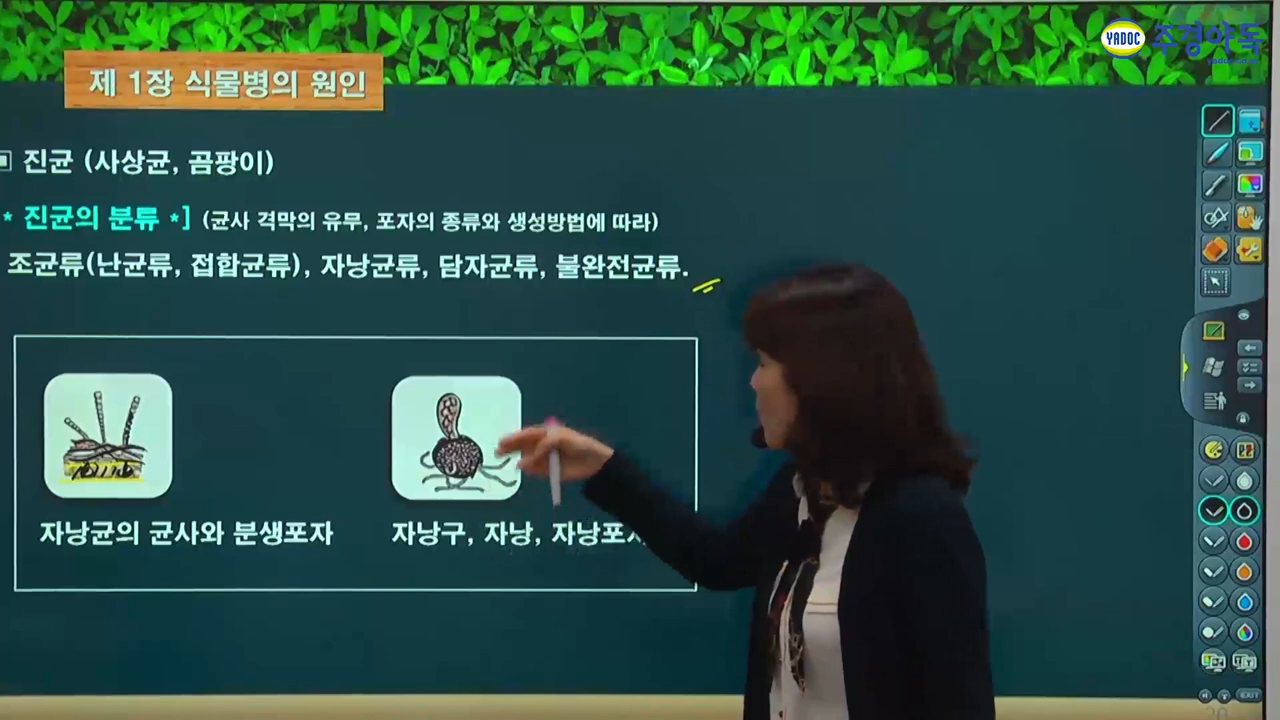 YADOC 주경야독
제 1장 식물병의 원인
진균 (사상균, 곰팡이)
* 진균의 분류 *] (균사 격막의 유무, 포자의 종류와 생성방법에 따라)
조균류(난균류, 접합균류), 자낭균류, 담자균류, 불완전균류.
자낭균의 균사와 분생포자
자낭구, 자낭, 자낭포
EXIT